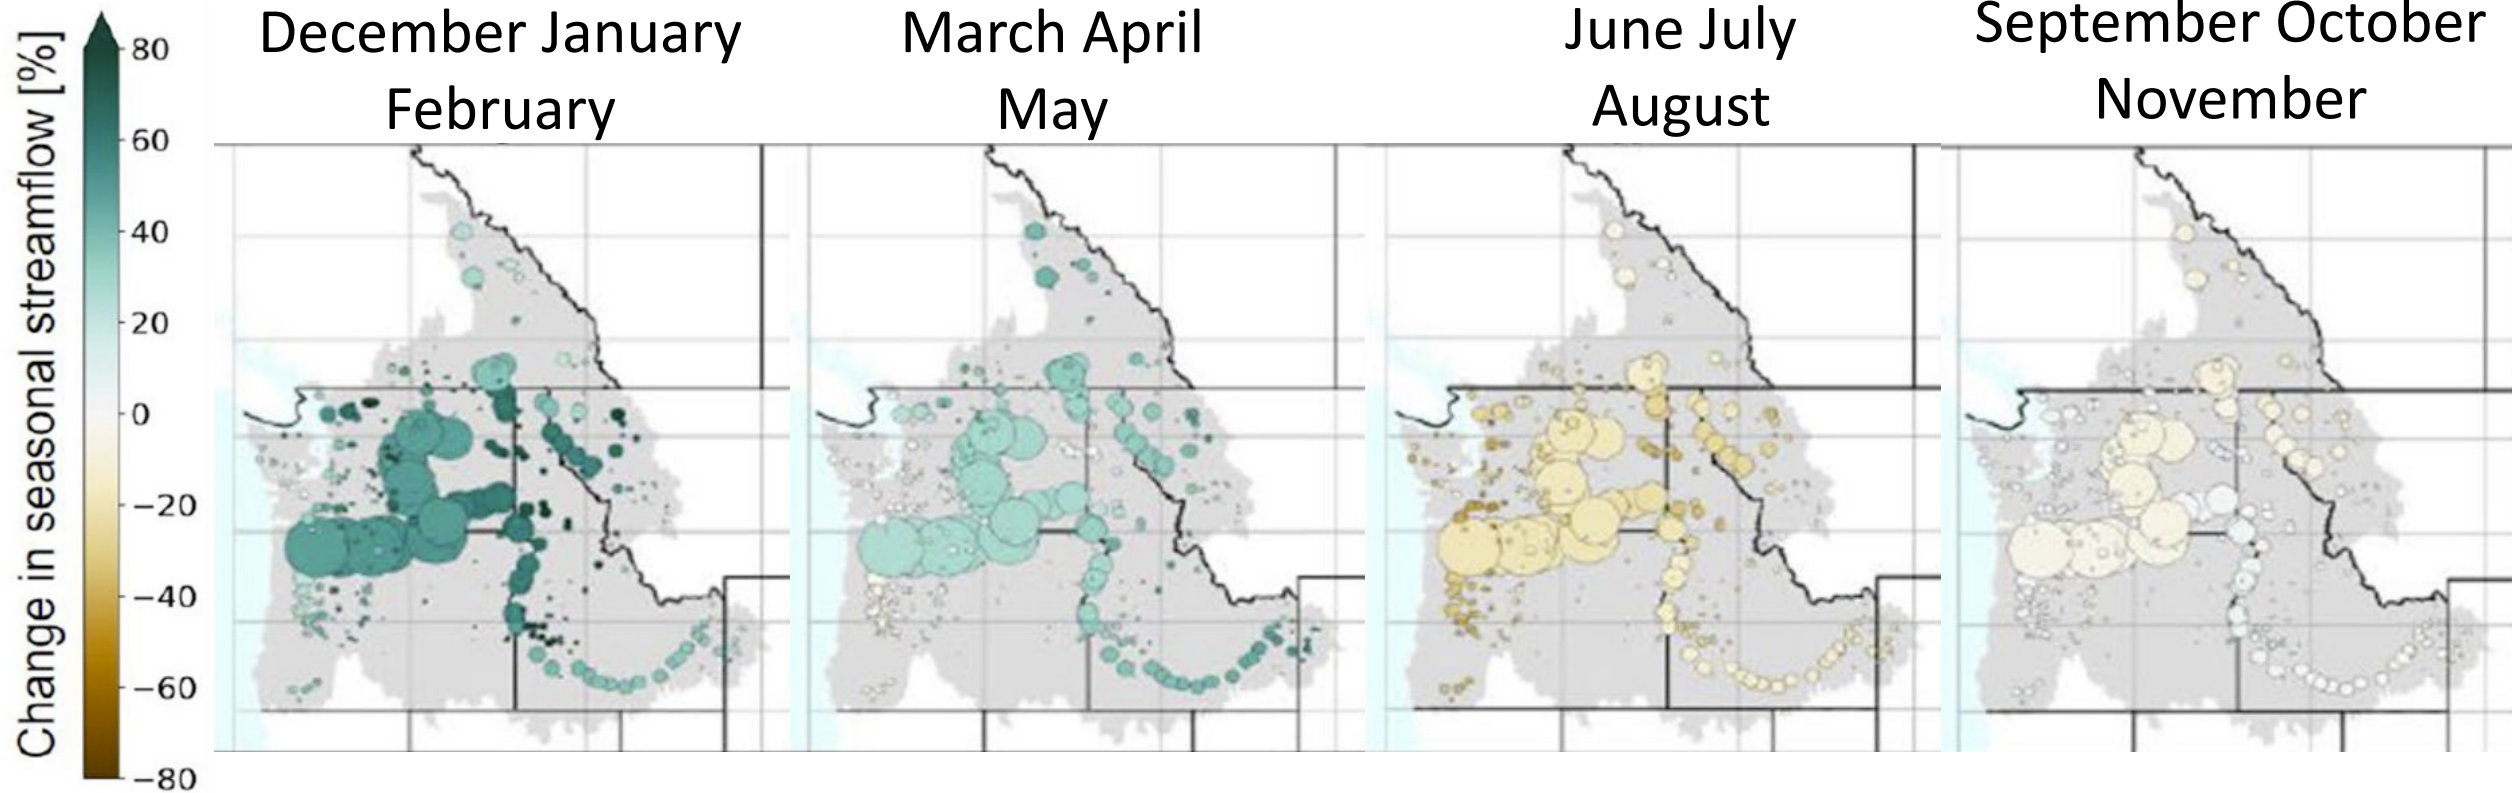 December January
February
March April
May
June July
August
September October
November
Change in seasonal streamflow [%]
80
60
40
20
0
−20
−40
−60
−80